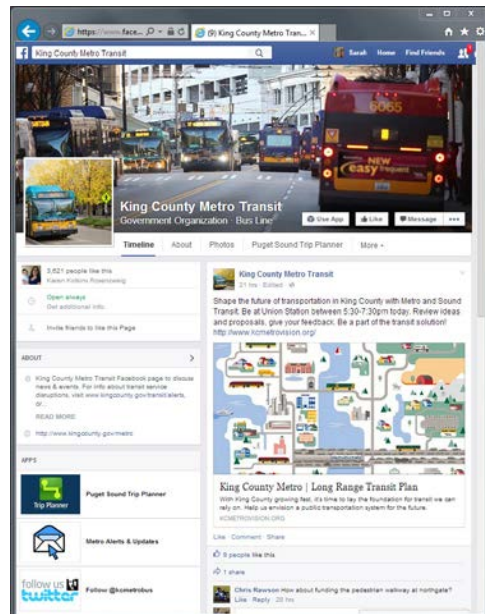 https://www.face...
(9) King County Metro Tran...
King County Metro Transit
Sarah Home Find Friends
6065
NEW
easy frequent
King County Metro Transit
Government Organization · Bus Line
Use App Like Message
Timeline About Photos Puget Sound Trip Planner More
3,621 people like this
Open always
Get additional info
Invite friends to like this Page
ABOUT
King County Metro Transit Facebook page to discuss
news & events. For info about transit service
disruptions, visit www.kingcounty.gov/transit/alerts,
or...
READ MORE
http://www.kingcounty.gov/metro
APPS
Trip Planner
Puget Sound Trip Planner
Metro Alerts & Updates
follow us
twitter
Follow @kcmetrobus
King County Metro Transit
21 hrs · Edited
Shape the future of transportation in King County with Metro and Sound
Transit. Be at Union Station between 5:30-7:30pm today. Review ideas
and proposals, give your feedback. Be a part of the transit solution!
http://www.kcmetrovision.org/
King County Metro | Long Range Transit Plan
With King County growing fast, it's time to lay the foundation for transit we can
rely on. Help us envision a public transportation system for the future.
KCMETROVISION.ORG
Like · Comment · Share
9 people like this
1 share
Chris Rawson How about funding the pedestrian walkway at northgate?
Like · Reply · 20 hrs